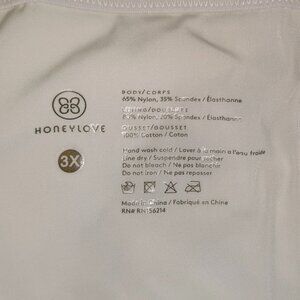 HONEYLOVE
3X
BODY/CORPS
65% Nylon, 35% Spandex / Élasthanne
80% Nylon, 20% Spandex / Élasthanne
GUSSET/GOUSSET
100% Cotton / Coton
Hand wash cold / Laver à la main à l'eau froide
Line dry / Suspendre pour sécher
Do not bleach / Ne pas blanchir
Do not iron / Ne pas repasser
Made in China / Fabriqué en Chine
RN# RN156214